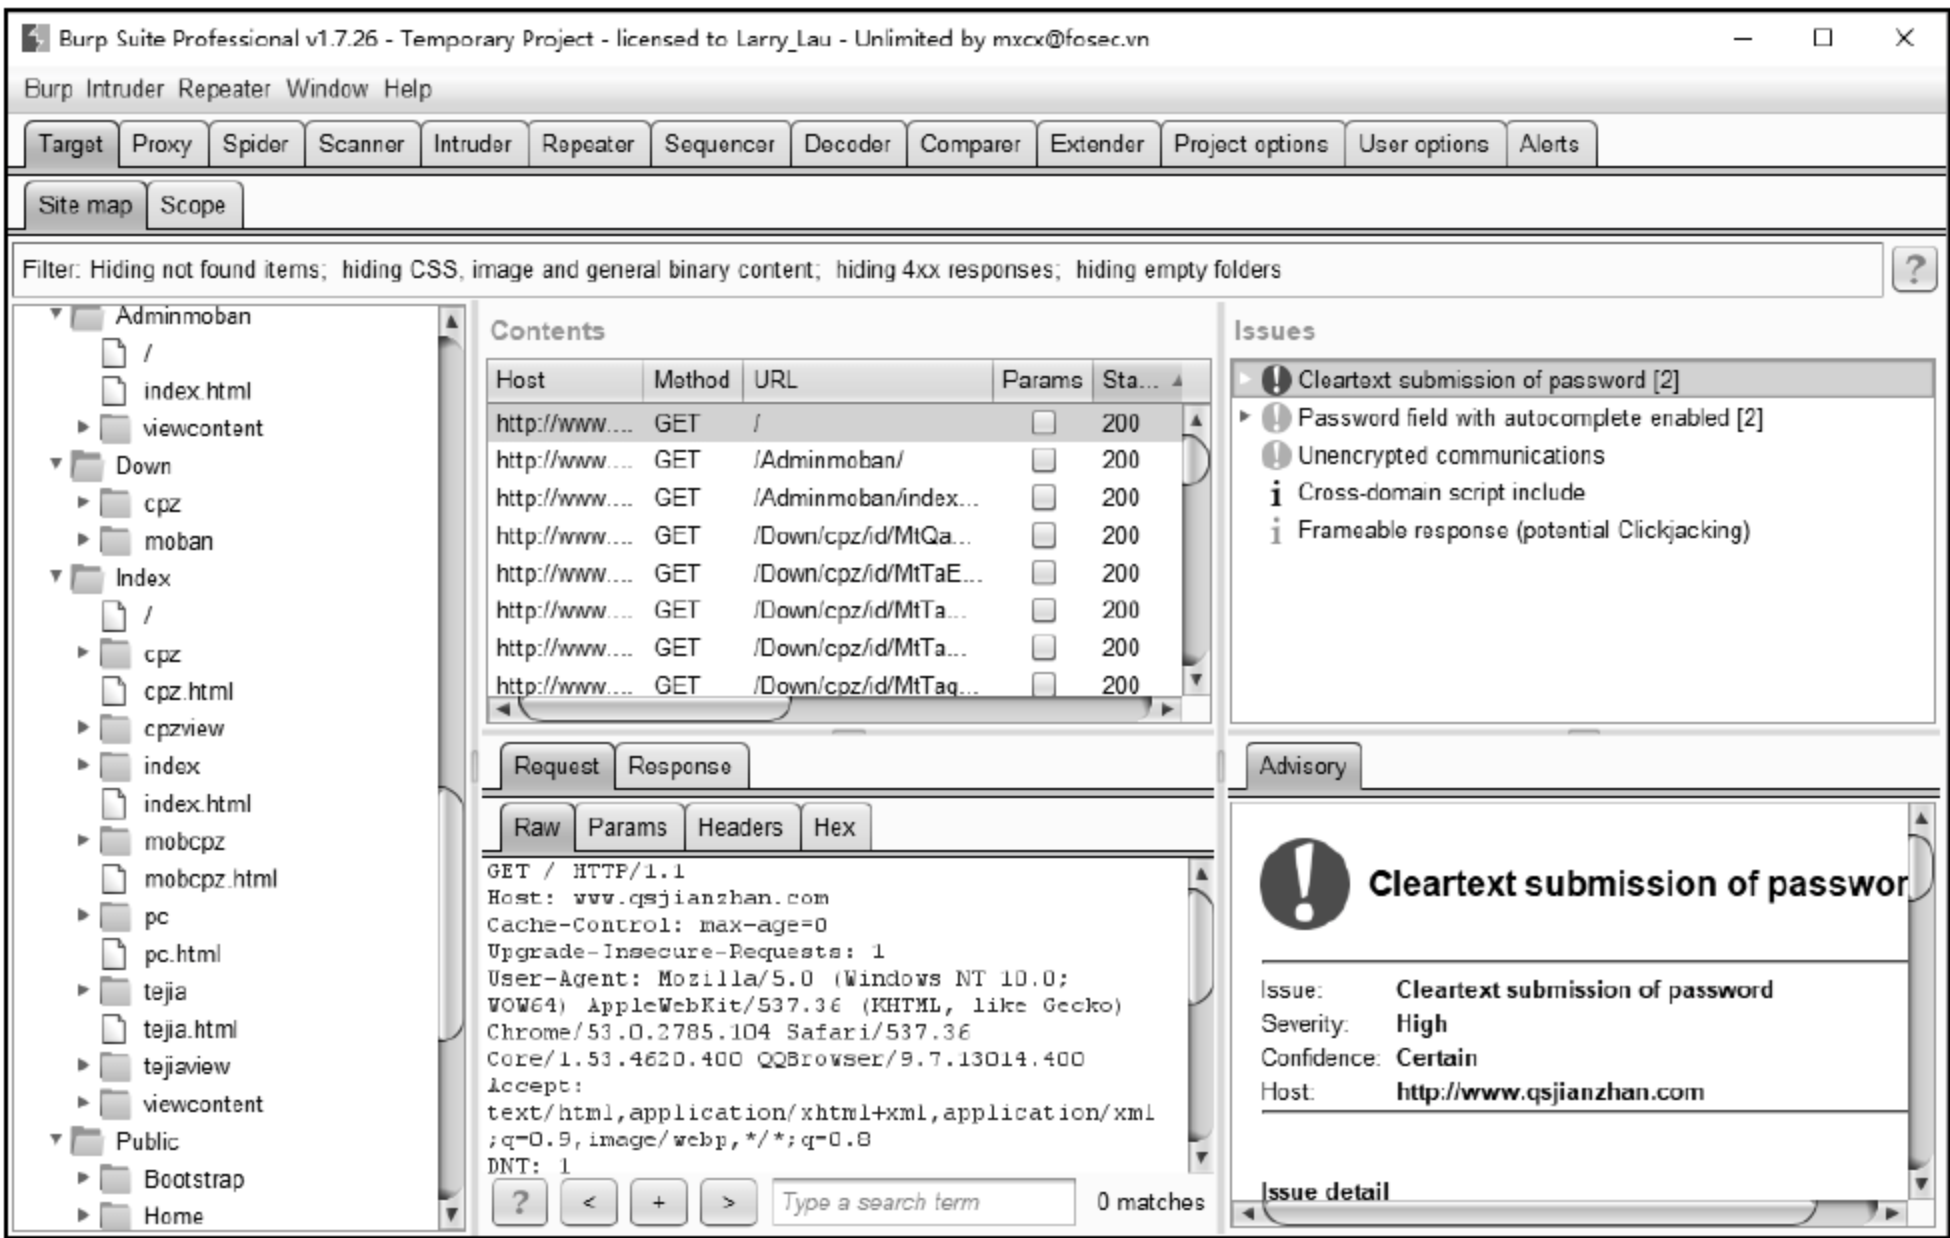 Burp Suite Professional v1.7.26 - Temporary Project - licensed to Larry_Lau - Unlimited by mxcx@fosec.vn
Burp Intruder Repeater Window Help
Target Proxy Spider Scanner Intruder Repeater Sequencer Decoder Comparer Extender Project options User options Alerts
Site map Scope
Filter: Hiding not found items; hiding CSS, image and general binary content; hiding 4xx responses; hiding empty folders
?
Adminmoban
/
index.html
viewcontent
Down
cpz
moban
Index
/
cpz
cpz.html
cpzview
index
index.html
mobcpz
mobcpz.html
pc
pc.html
tejia
tejia.html
tejiaview
viewcontent
Public
Bootstrap
Home
Contents
Host Method URL Params Sta...
http://www.... GET / 200
http://www.... GET /Adminmoban/ 200
http://www.... GET /Adminmoban/index... 200
http://www.... GET /Down/cpz/id/MtQa... 200
http://www.... GET /Down/cpz/id/MtTaE... 200
http://www.... GET /Down/cpz/id/MtTa... 200
http://www.... GET /Down/cpz/id/MtTa... 200
http://www.... GET /Down/cpz/id/MtTag... 200
Request Response
Raw Params Headers Hex
GET / HTTP/1.1
Host: www.qsjianzhan.com
Cache-Control: max-age=0
Upgrade-Insecure-Requests: 1
User-Agent: Mozilla/5.0 (Windows NT 10.0;
WOW64) AppleWebKit/537.36 (KHTML, like Gecko)
Chrome/53.0.2785.104 Safari/537.36
Core/1.53.4620.400 QQBrowser/9.7.13014.400
Accept:
text/html,application/xhtml+xml,application/xml
;q=0.9,image/webp,*/*;q=0.8
DNT: 1
? < + > Type a search term 0 matches
Issues
Cleartext submission of password [2]
Password field with autocomplete enabled [2]
Unencrypted communications
Cross-domain script include
Frameable response (potential Clickjacking)
Advisory
Cleartext submission of passwor
Issue: Cleartext submission of password
Severity: High
Confidence: Certain
Host: http://www.qsjianzhan.com
Issue detail